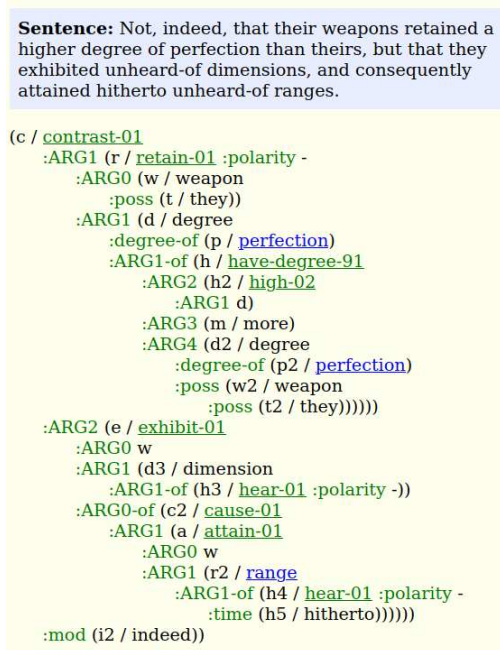 Sentence: Not, indeed, that their weapons retained a
higher degree of perfection than theirs, but that they
exhibited unheard-of dimensions, and consequently
attained hitherto unheard-of ranges.
(c / contrast-01
:ARG1 (r / retain-01 :polarity -
:ARG0 (w / weapon
:poss (t / they))
:ARG1 (d / degree
:degree-of (p / perfection)
:ARG1-of (h / have-degree-91
:ARG2 (h2 / high-02
:ARG1 d)
:ARG3 (m / more)
:ARG4 (d2 / degree
:degree-of (p2 / perfection)
:poss (w2 / weapon
:poss (t2 / they))))))
:ARG2 (e / exhibit-01
:ARG0 w
:ARG1 (d3 / dimension
:ARG1-of (h3 / hear-01 :polarity -))
:ARG0-of (c2 / cause-01
:ARG1 (a / attain-01
:ARG0 w
:ARG1 (r2 / range
:ARG1-of (h4 / hear-01 :polarity -
:time (h5 / hitherto))))))
:mod (i2 / indeed))